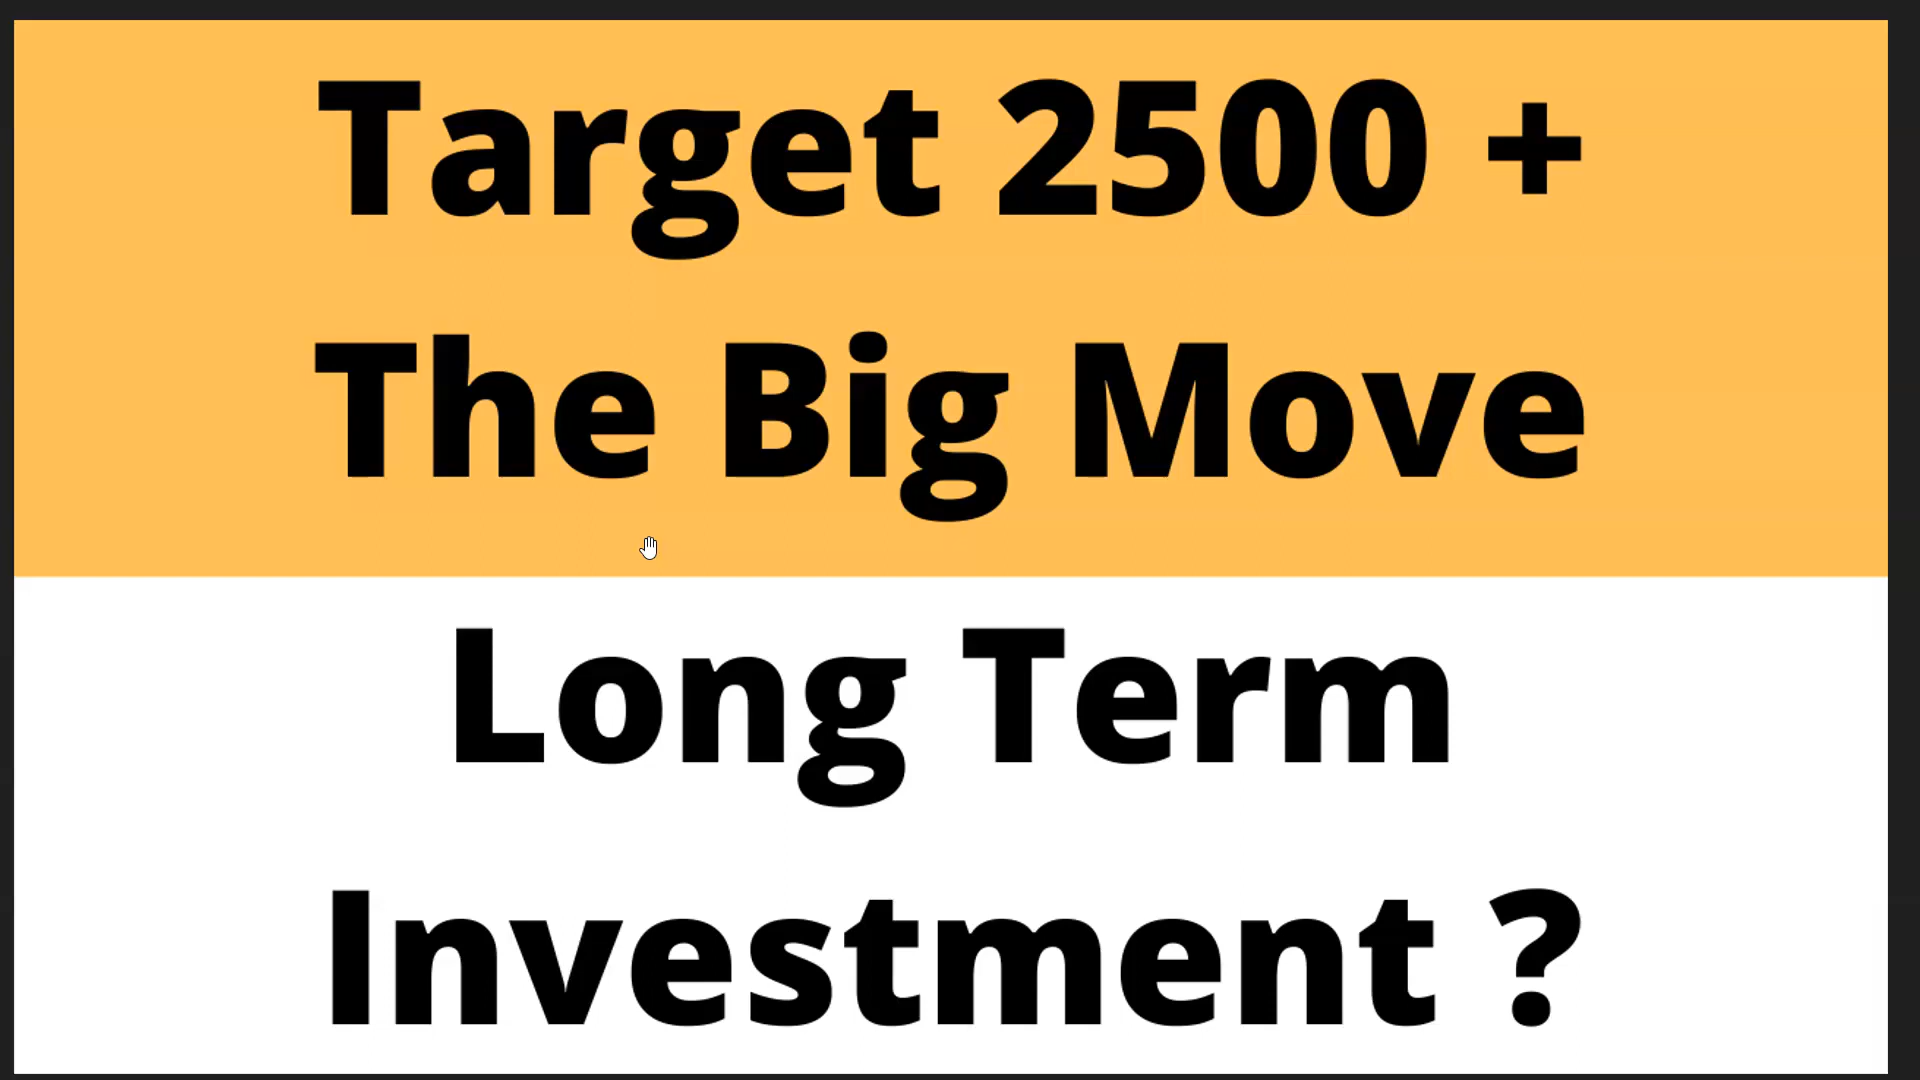 Target 2500 +
The Big Move
Long Term
Investment ?